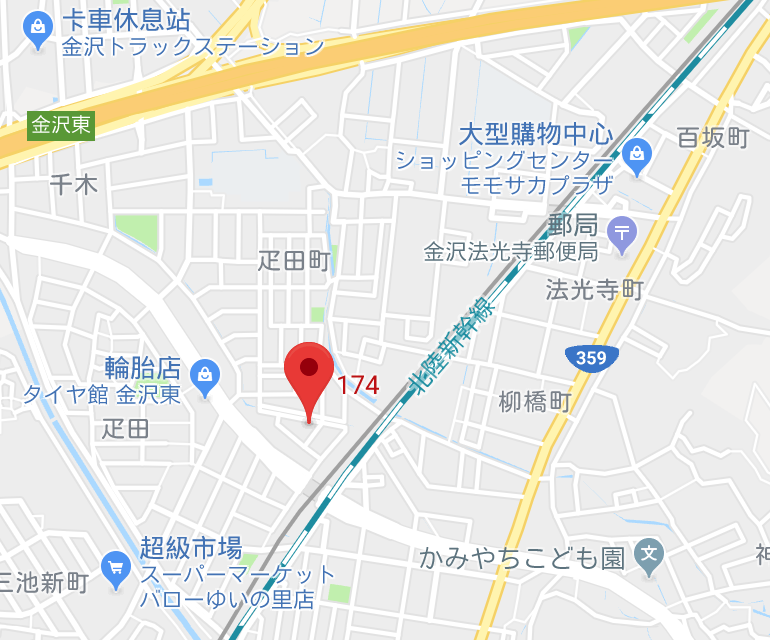 卡車休息站
金沢トラックステーション
金沢東
大型購物中心
ショッピングセンター
モモサカプラザ
百坂町
千木
郵局
金沢法光寺郵便局
疋田町
法光寺町
北陸新幹線
359
輪胎店
タイヤ館 金沢東
174
柳橋町
疋田
超級市場
スーパーマーケット
バローゆいの里店
かみやちこども園
文
神
三池新町